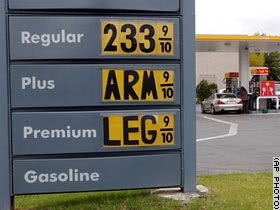 Regular 233 9/10
Plus ARM 9/10
Premium LEG 9/10
Gasoline
(AP PHOTO)